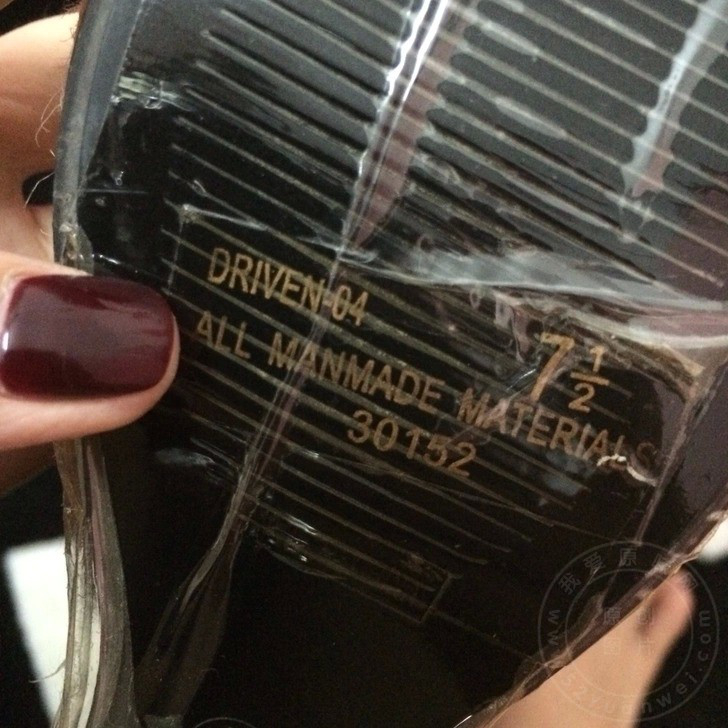 DRIVEN-04
7 1/2
ALL MANMADE MATERIALS
30152